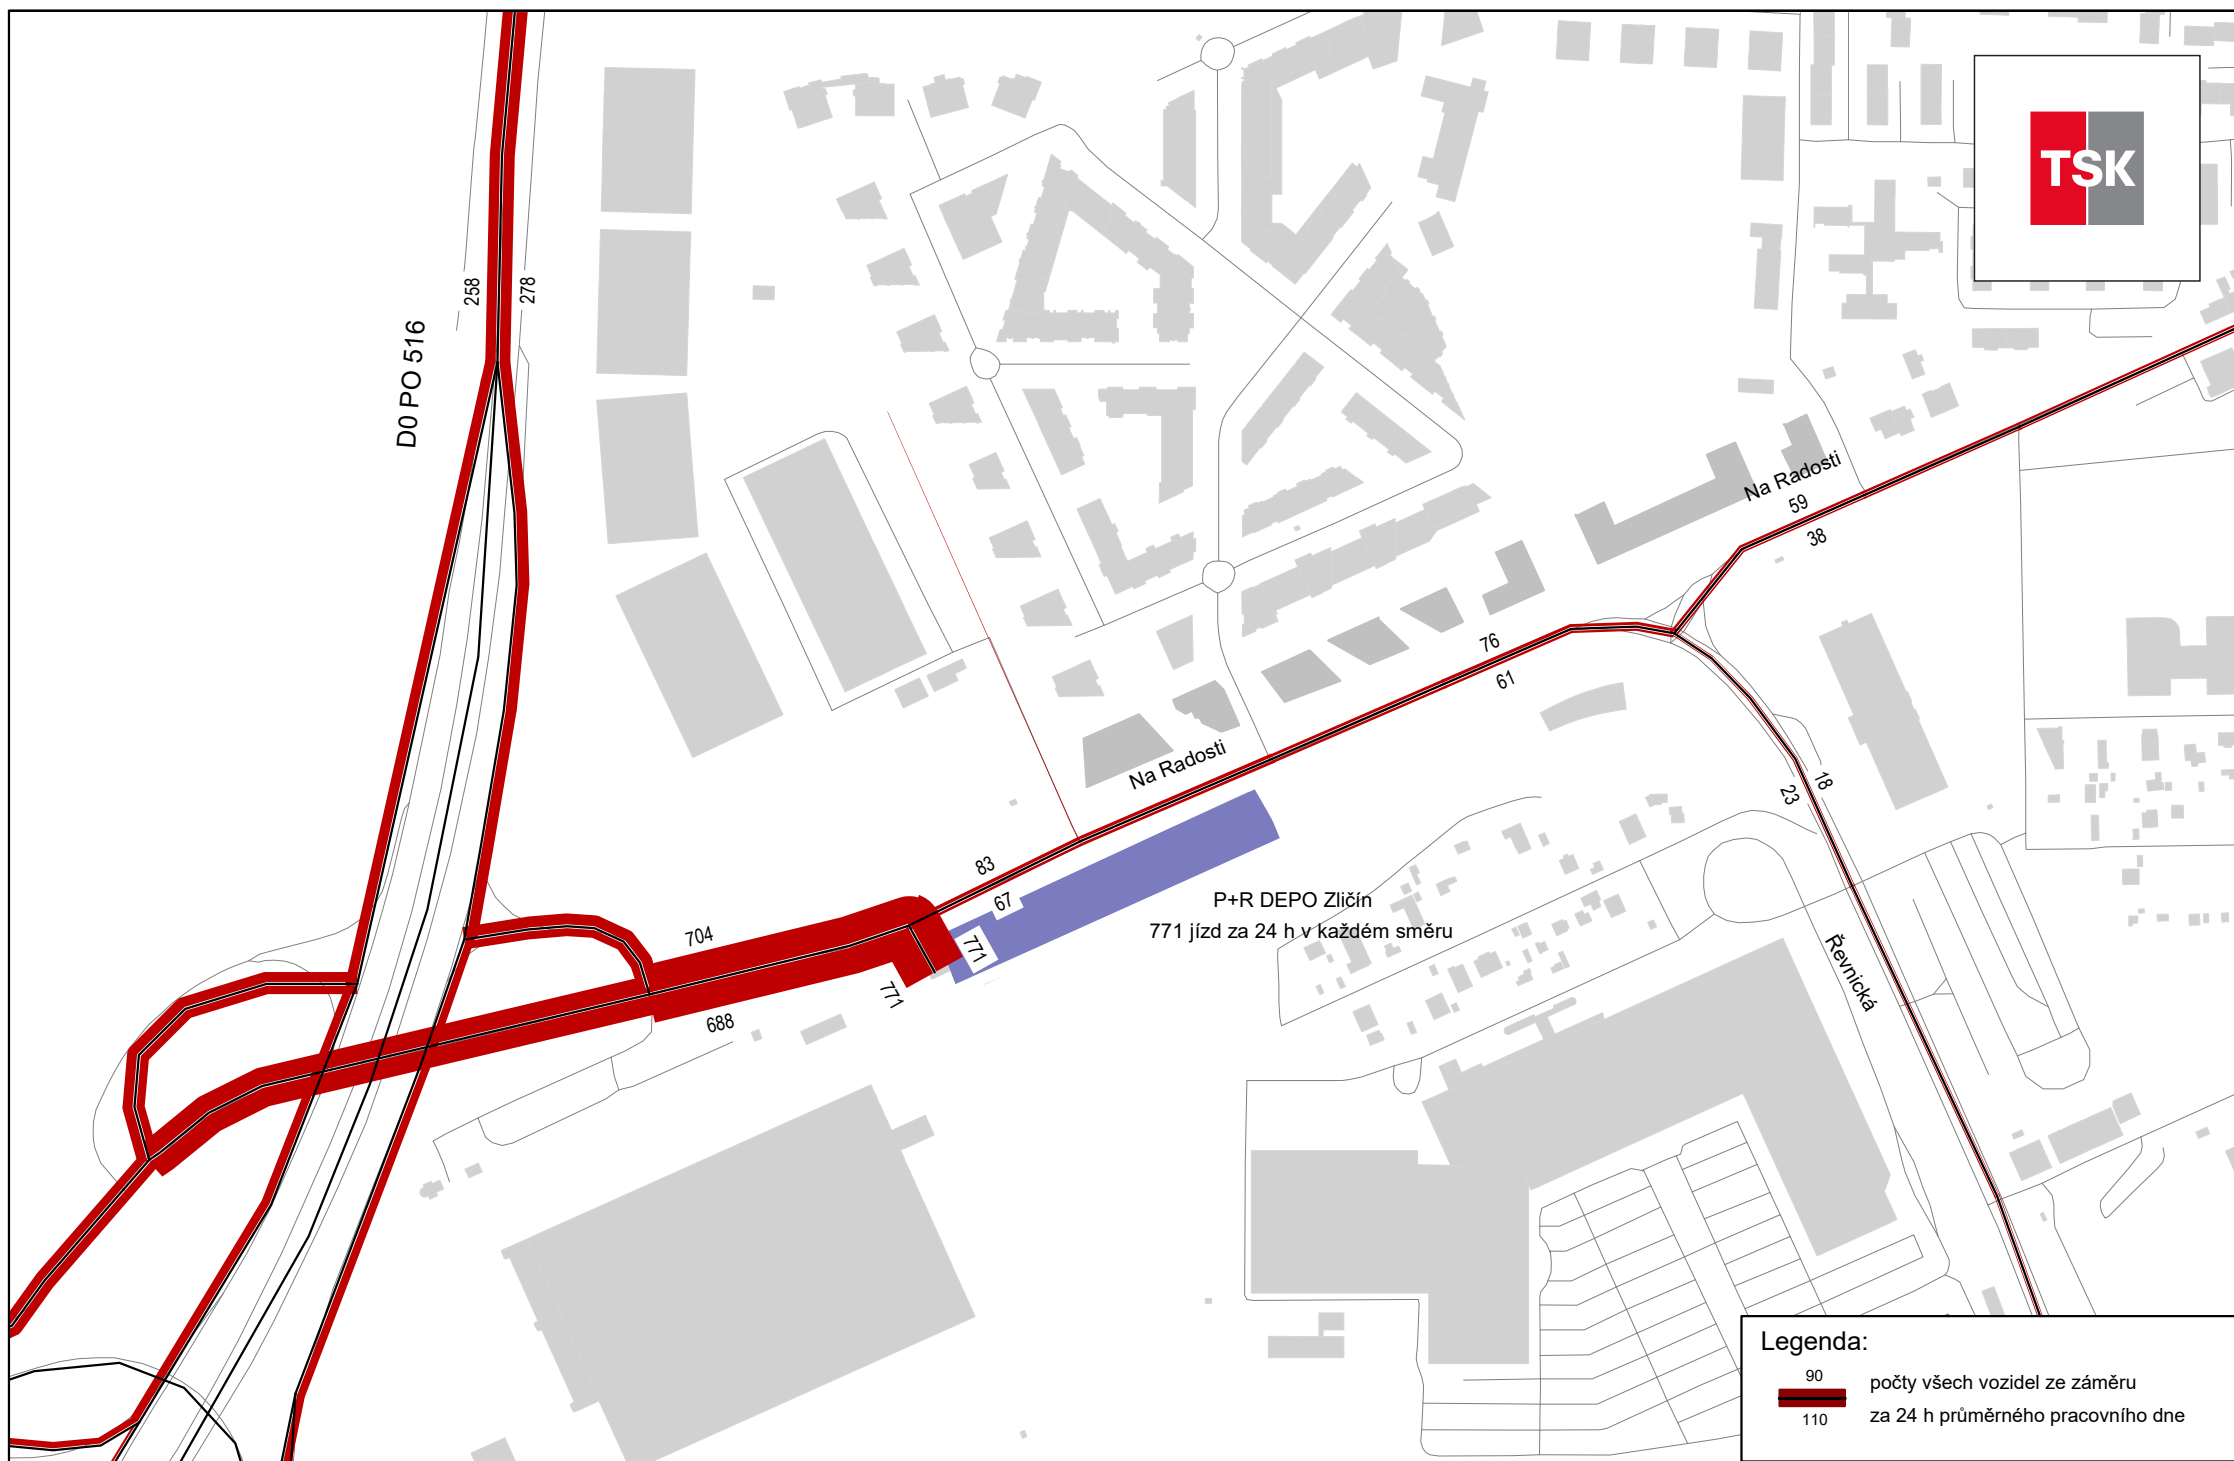 TSK
258
278
D0 PO 516
Na Radosti
59
38
76
61
Na Radosti
18
23
83
67
P+R DEPO Zličín
771 jízd za 24 h v každém směru
704
771
771
688
Řevnická
Legenda:
90
počty všech vozidel ze záměru
110
za 24 h průměrného pracovního dne